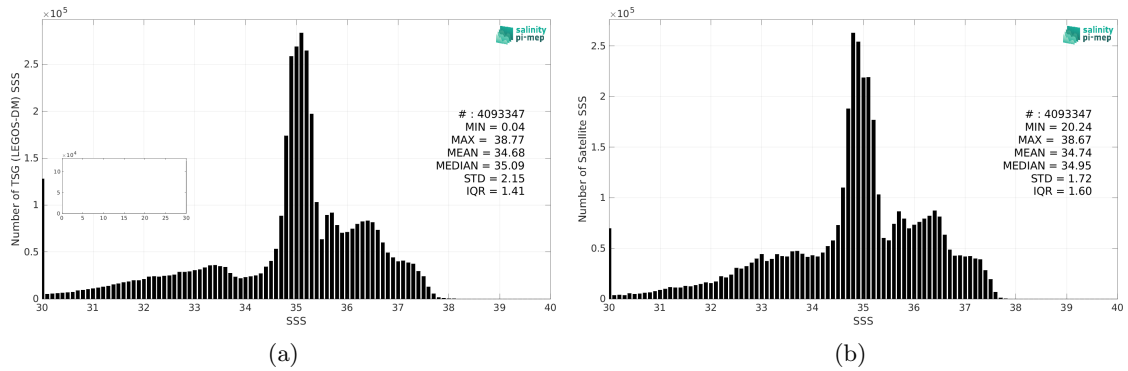 ×10^5
2.5
2
1.5
1
0.5
0
Number of TSG (LEGOS-DM) SSS
30 31 32 33 34 35 36 37 38 39 40
SSS
salinity
pi-mep
# : 4093347
MIN = 0.04
MAX = 38.77
MEAN = 34.68
MEDIAN = 35.09
STD = 2.15
IQR = 1.41
×10^4
10
5
0
0 5 10 15 20 25 30
(a)
×10^5
2.5
2
1.5
1
0.5
0
Number of Satellite SSS
30 31 32 33 34 35 36 37 38 39 40
SSS
salinity
pi-mep
# : 4093347
MIN = 20.24
MAX = 38.67
MEAN = 34.74
MEDIAN = 34.95
STD = 1.72
IQR = 1.60
(b)